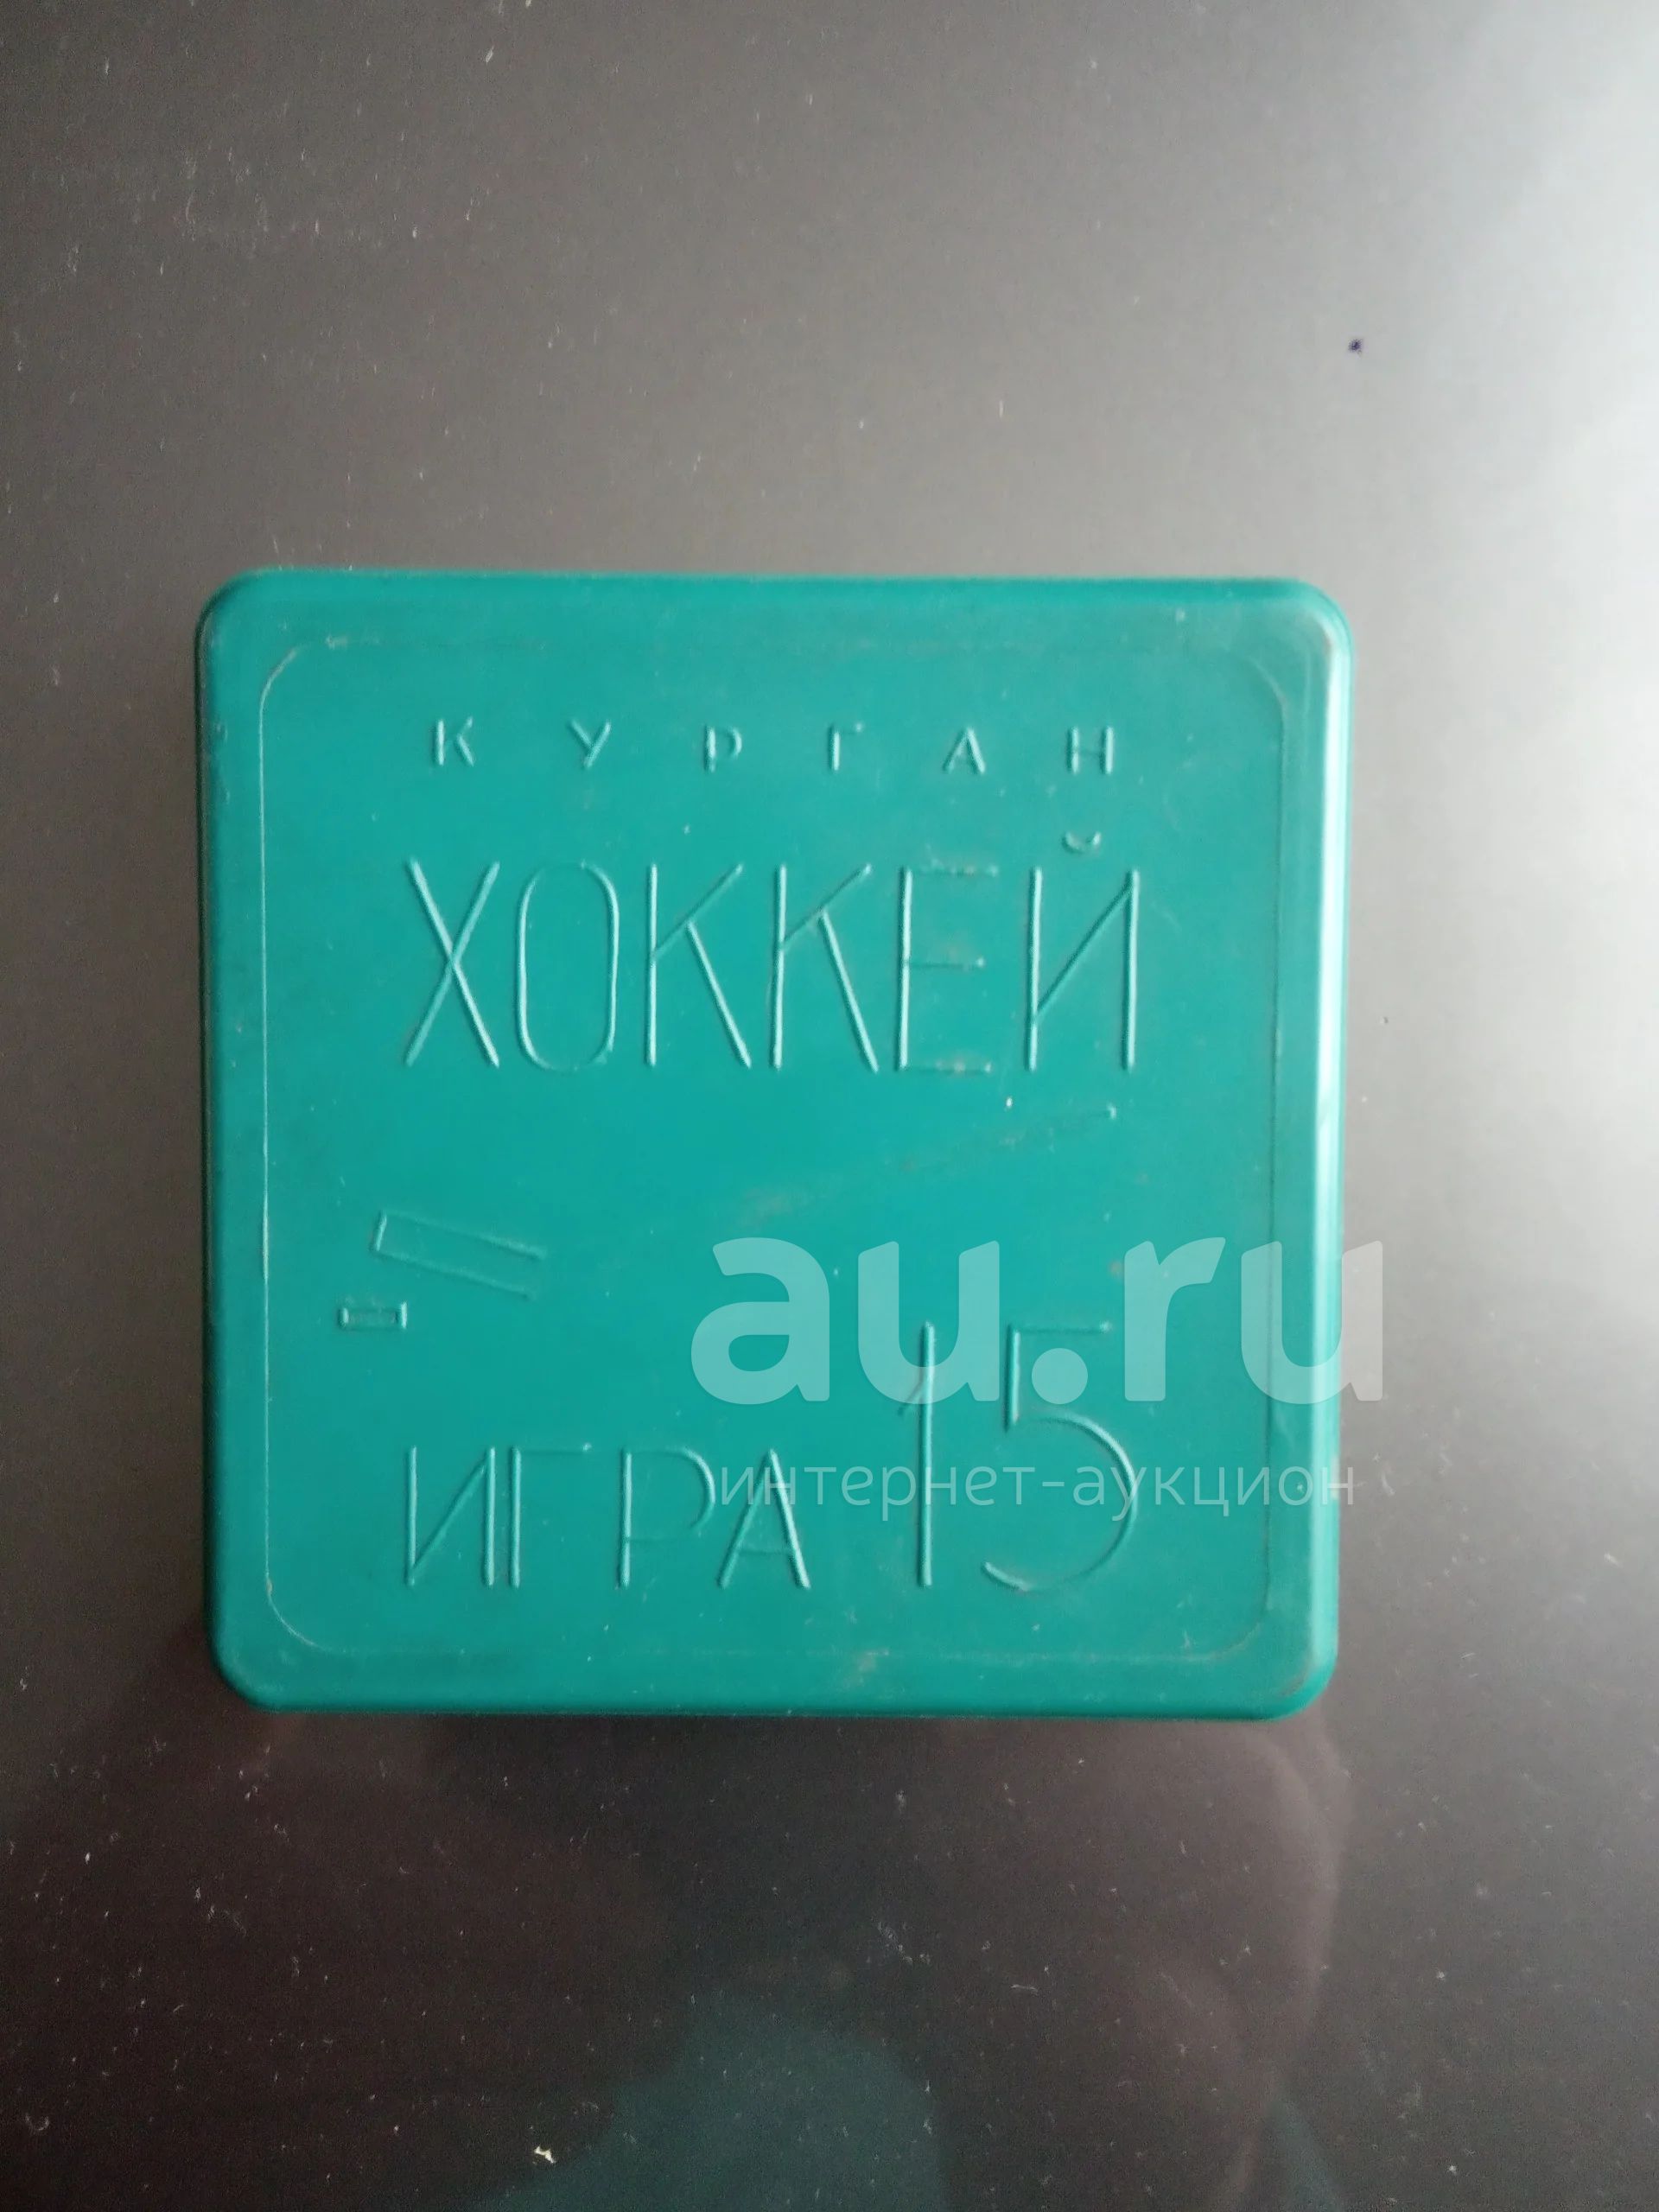 КУРГАН
ХОККЕЙ
au.ru
ИГРА 15
интернет-аукцион